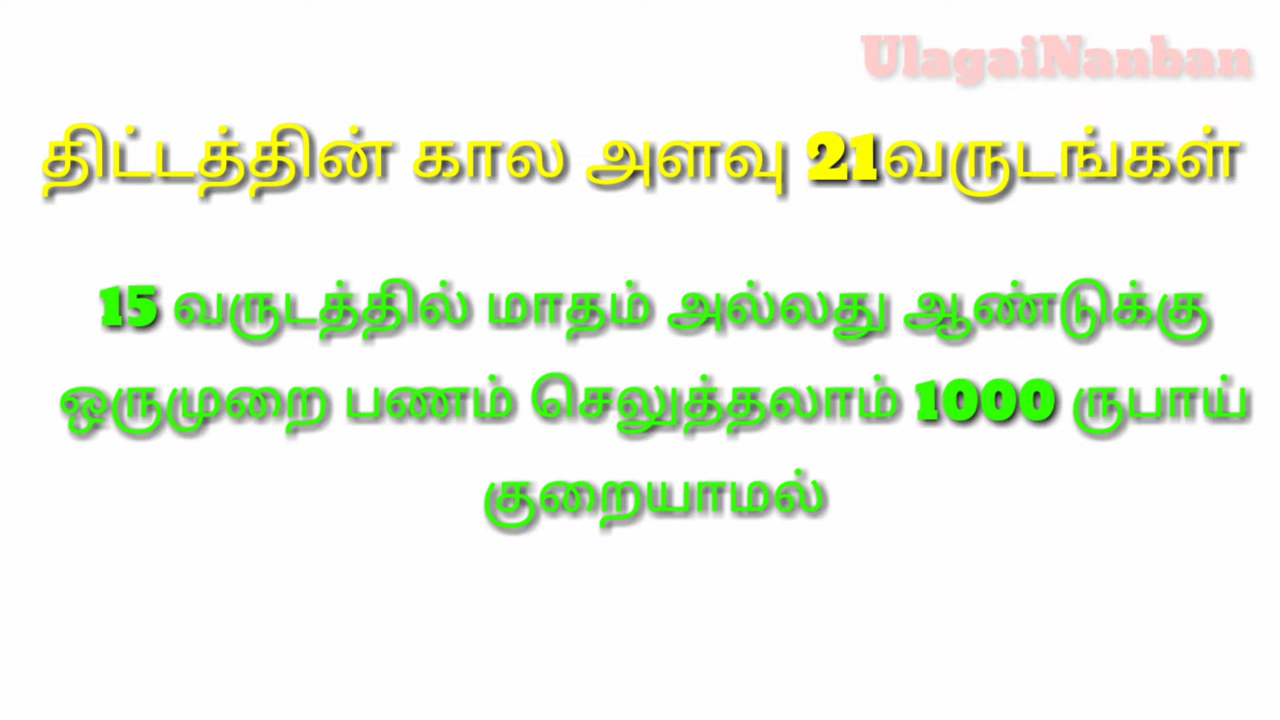 UlagaiNanban
திட்டத்தின் கால அளவு 21வருடங்கள்
15 வருடத்தில் மாதம் அல்லது ஆண்டுக்கு
ஒருமுறை பணம் செலுத்தலாம் 1000 ருபாய்
குறையாமல்